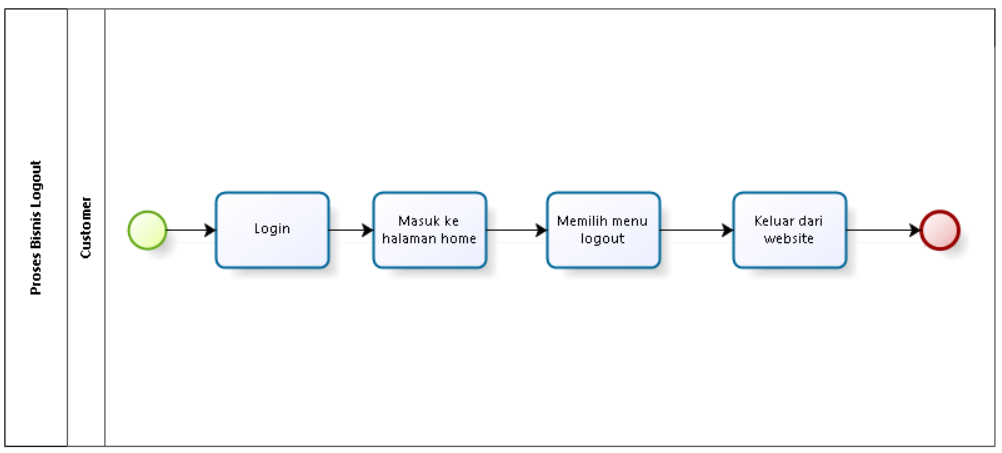 Proses Bisnis Logout
Customer
Login
Masuk ke
halaman home
Memilih menu
logout
Keluar dari
website